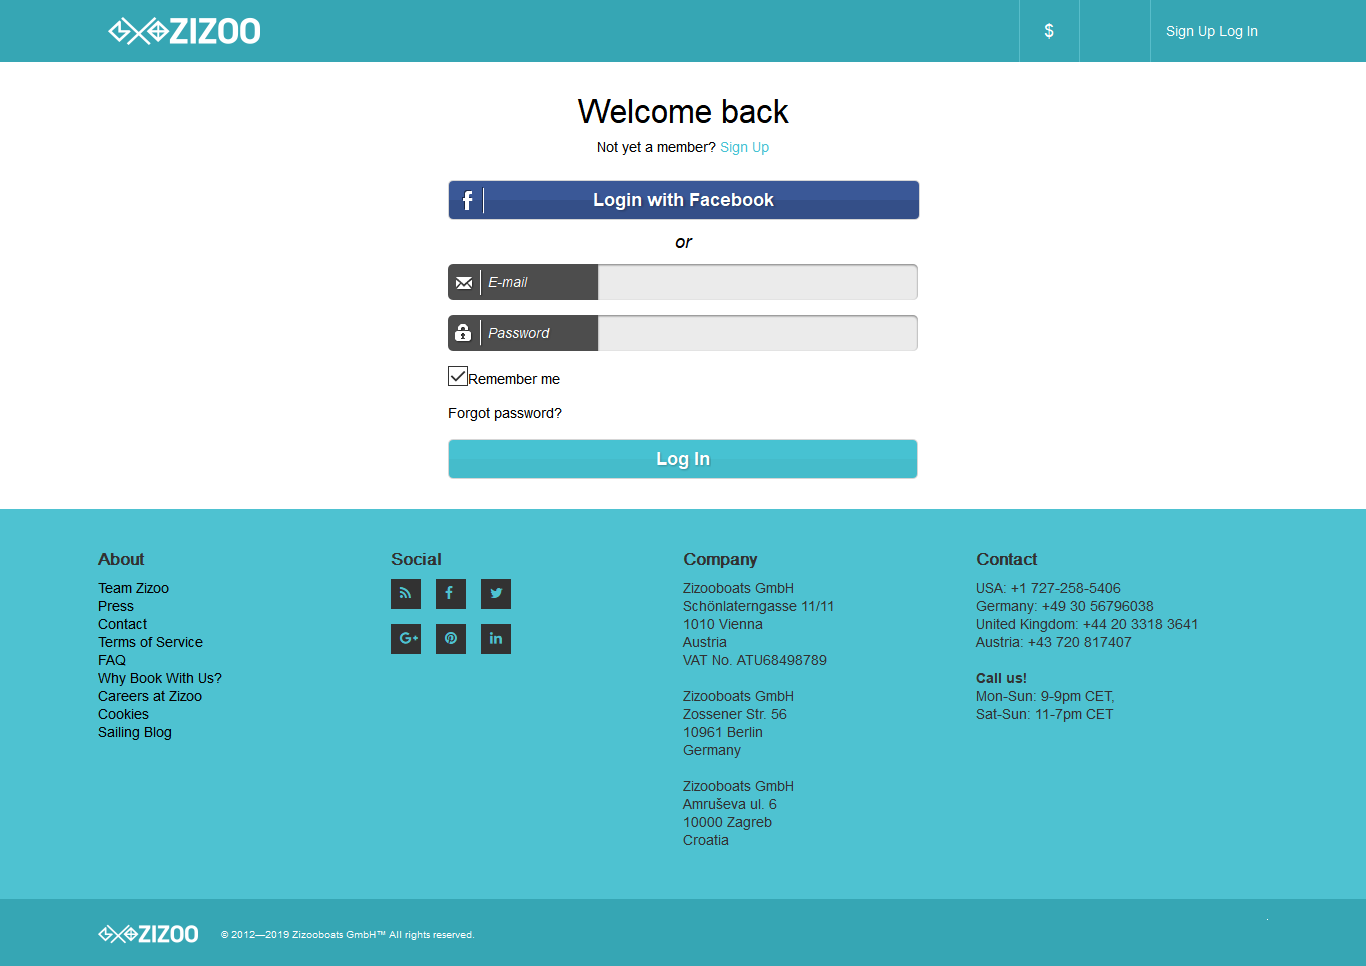 ZIZOO
$
Sign Up Log In
Welcome back
Not yet a member? Sign Up
Login with Facebook
or
E-mail
Password
Remember me
Forgot password?
Log In
About
Team Zizoo
Press
Contact
Terms of Service
FAQ
Why Book With Us?
Careers at Zizoo
Cookies
Sailing Blog
Social
Company
Zizooboats GmbH
Schönlaterngasse 11/11
1010 Vienna
Austria
VAT No. ATU68498789
Zizooboats GmbH
Zossener Str. 56
10961 Berlin
Germany
Zizooboats GmbH
Amruševa ul. 6
10000 Zagreb
Croatia
Contact
USA: +1 727-258-5406
Germany: +49 30 56796038
United Kingdom: +44 20 3318 3641
Austria: +43 720 817407
Call us!
Mon-Sun: 9-9pm CET,
Sat-Sun: 11-7pm CET
ZIZOO
© 2012—2019 Zizooboats GmbH™ All rights reserved.